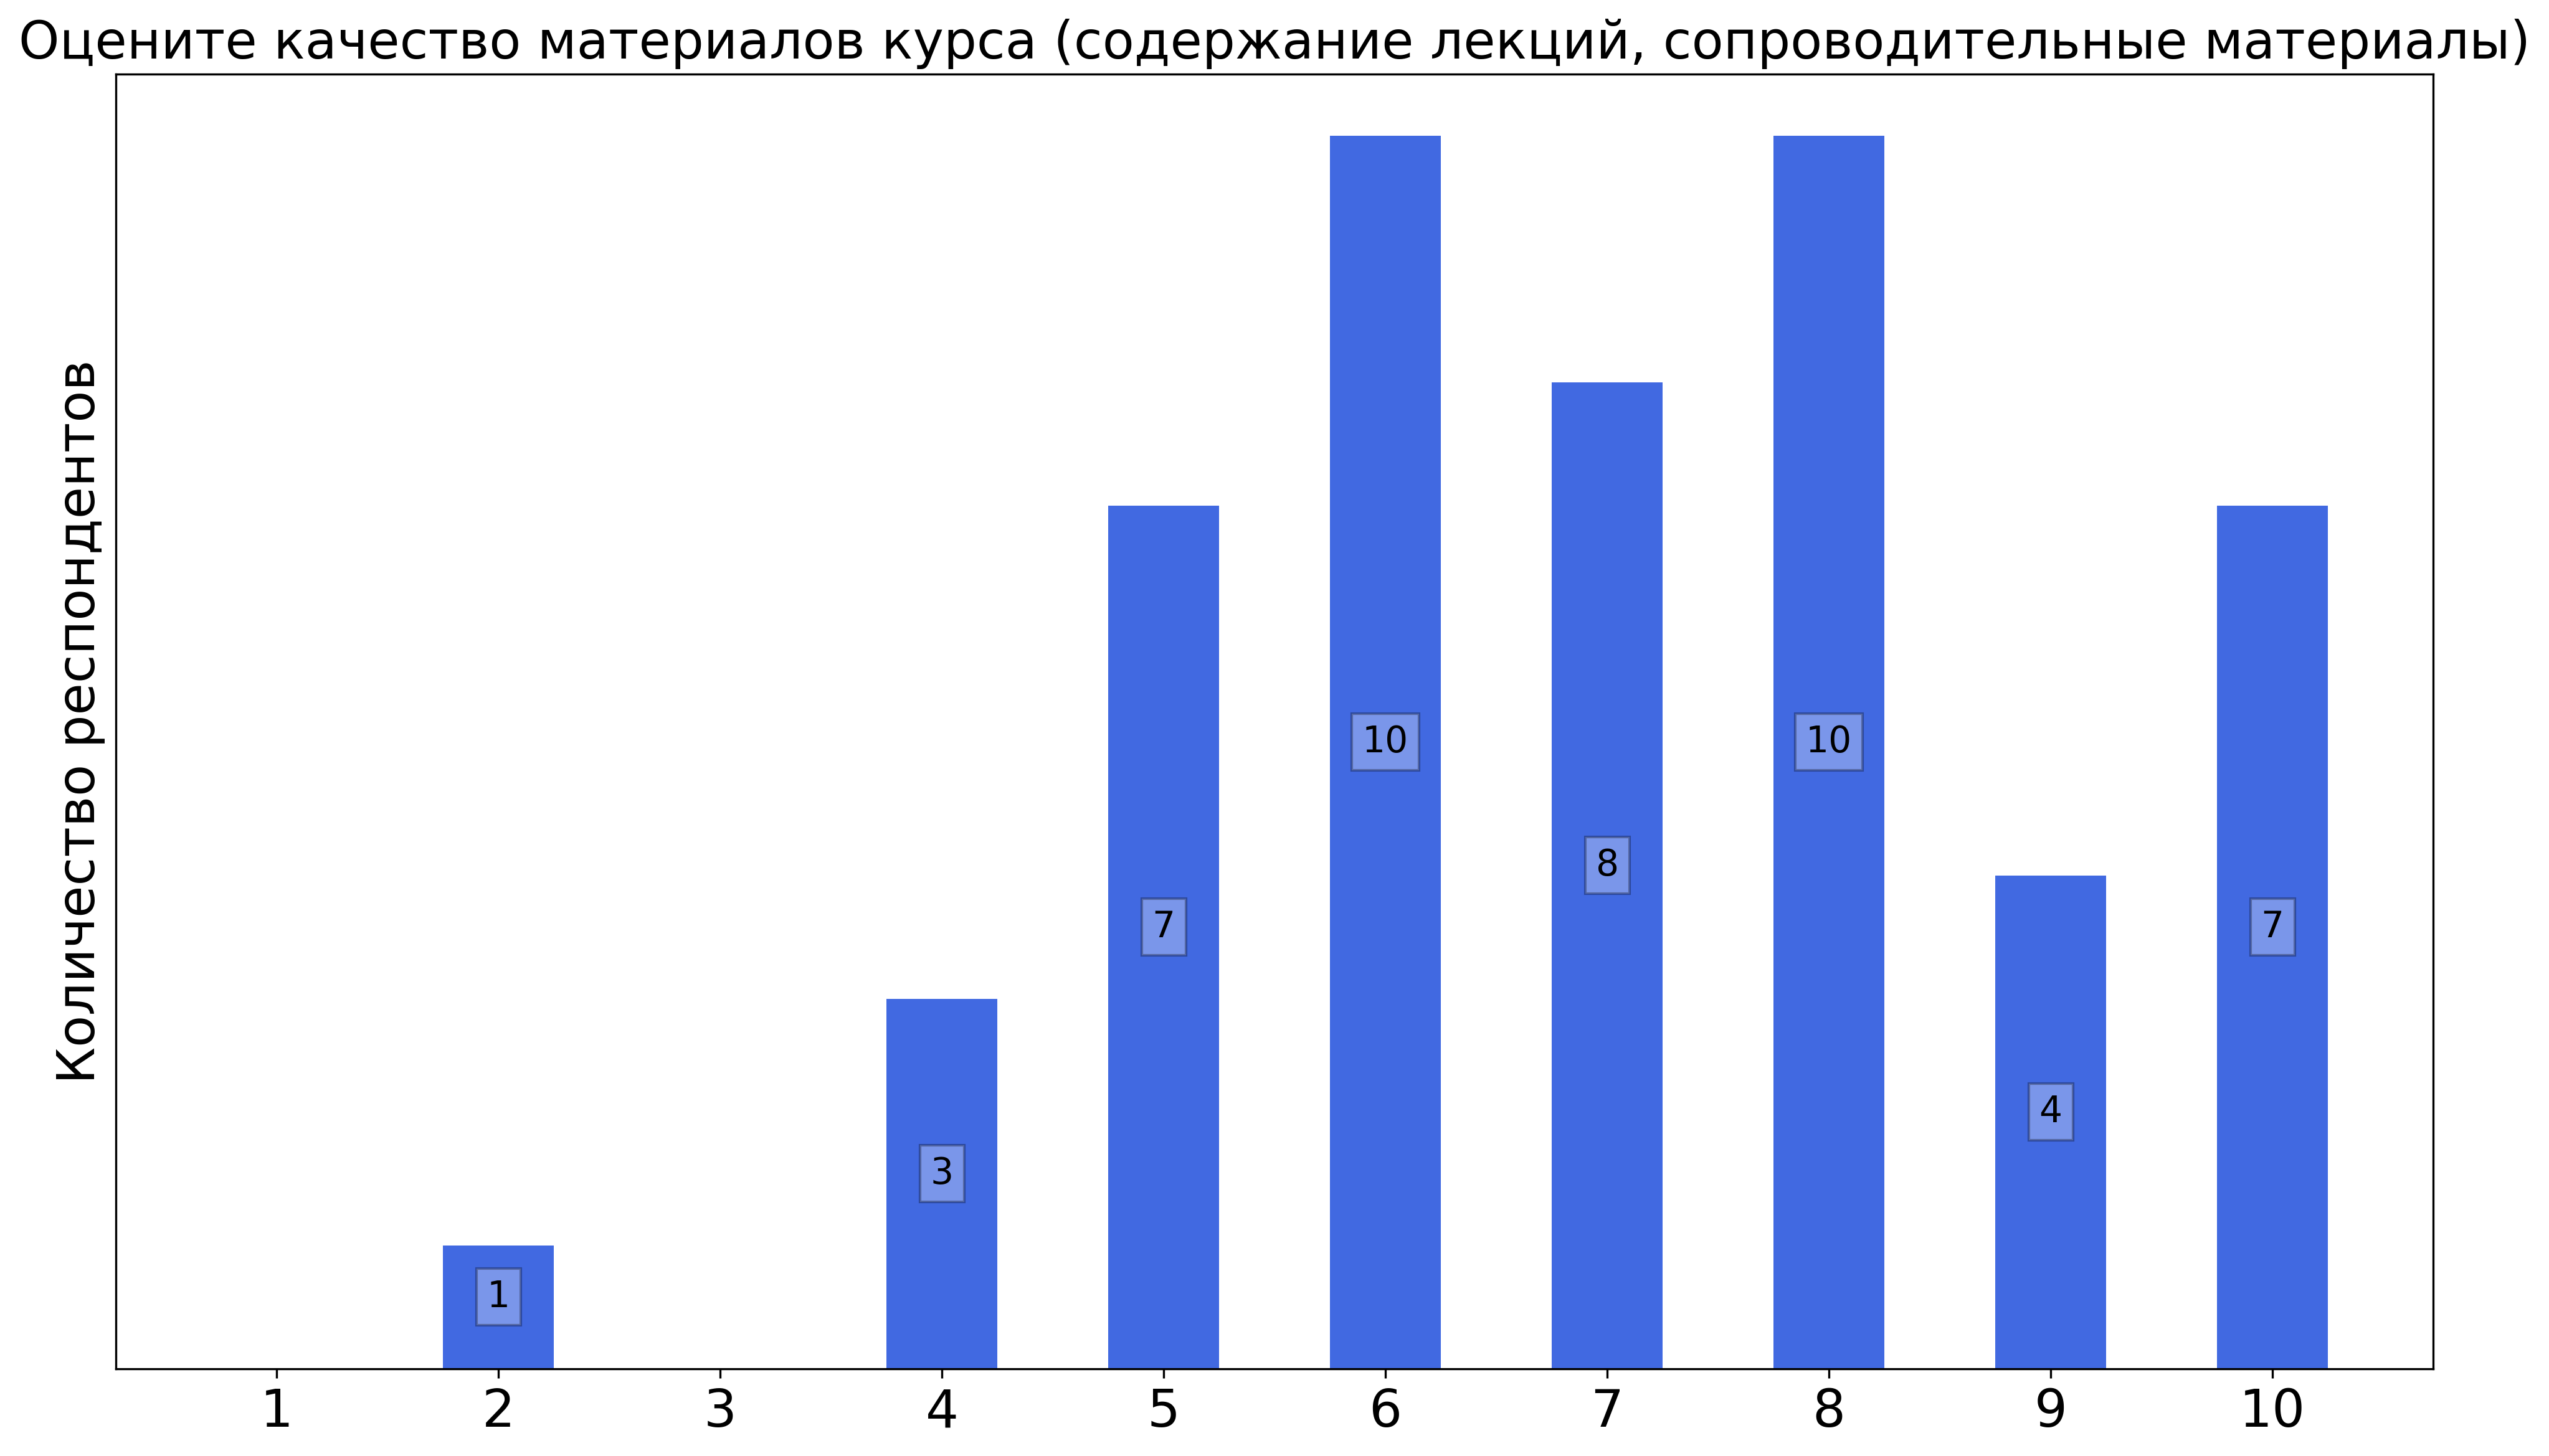 Оцените качество материалов курса (содержание лекций, сопроводительные материалы)
Количество респондентов
10
10
8
7
7
4
3
1
1 2 3 4 5 6 7 8 9 10